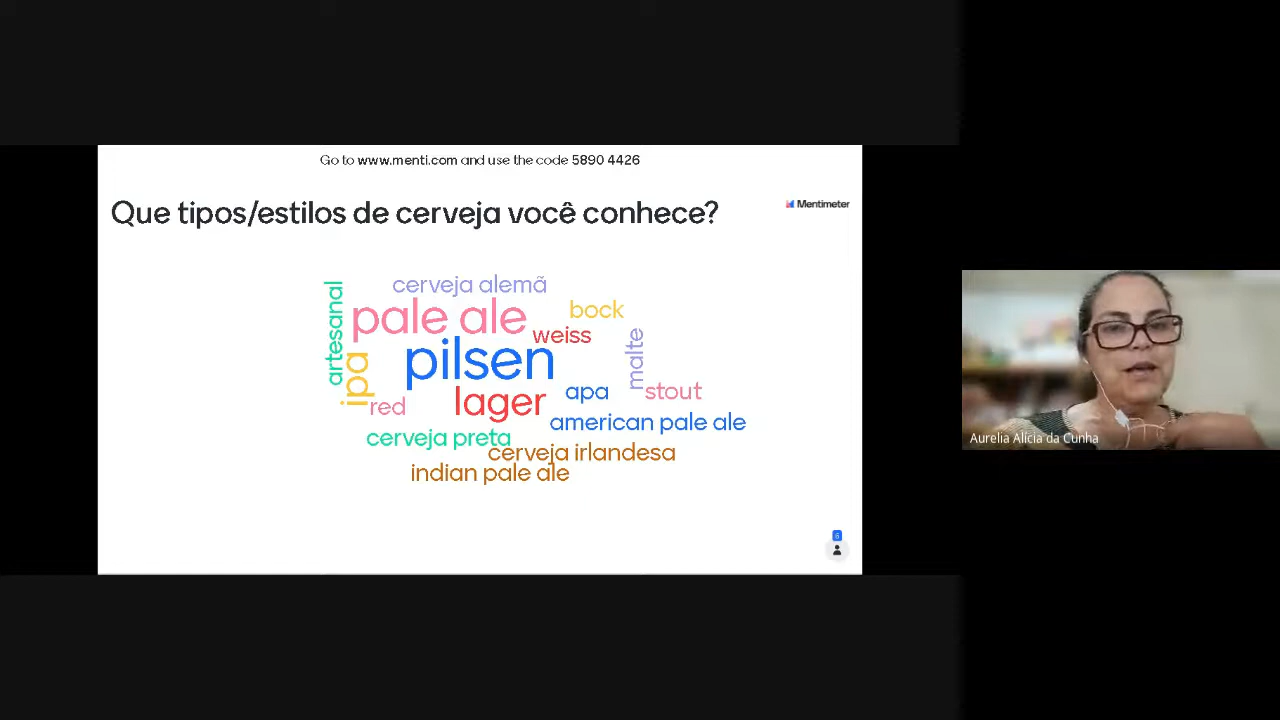 Go to www.menti.com and use the code 5890 4426
Que tipos/estilos de cerveja você conhece?
Mentimeter
cerveja alemã
artesanal
pale ale
bock
weiss
malte
pilsen
ipa
apa
stout
red
lager
american pale ale
cerveja preta
cerveja irlandesa
indian pale ale
6
Aurelia Alícia da Cunha